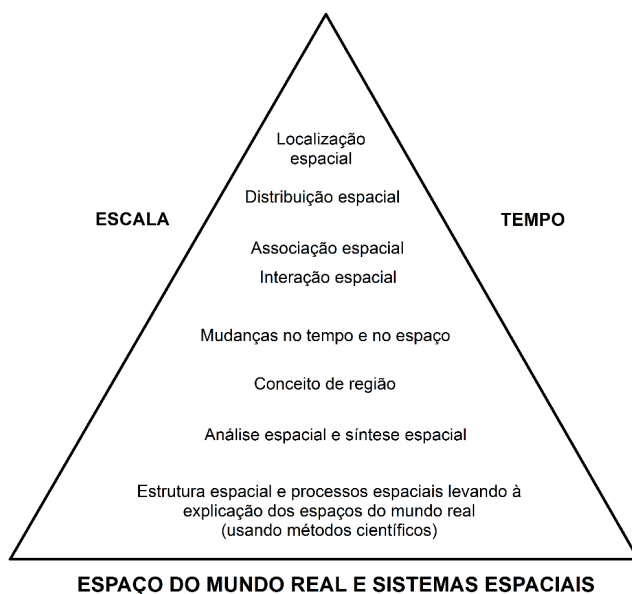 Localização
espacial
Distribuição espacial
ESCALA
TEMPO
Associação espacial
Interação espacial
Mudanças no tempo e no espaço
Conceito de região
Análise espacial e síntese espacial
Estrutura espacial e processos espaciais levando à
explicação dos espaços do mundo real
(usando métodos científicos)
ESPAÇO DO MUNDO REAL E SISTEMAS ESPACIAIS